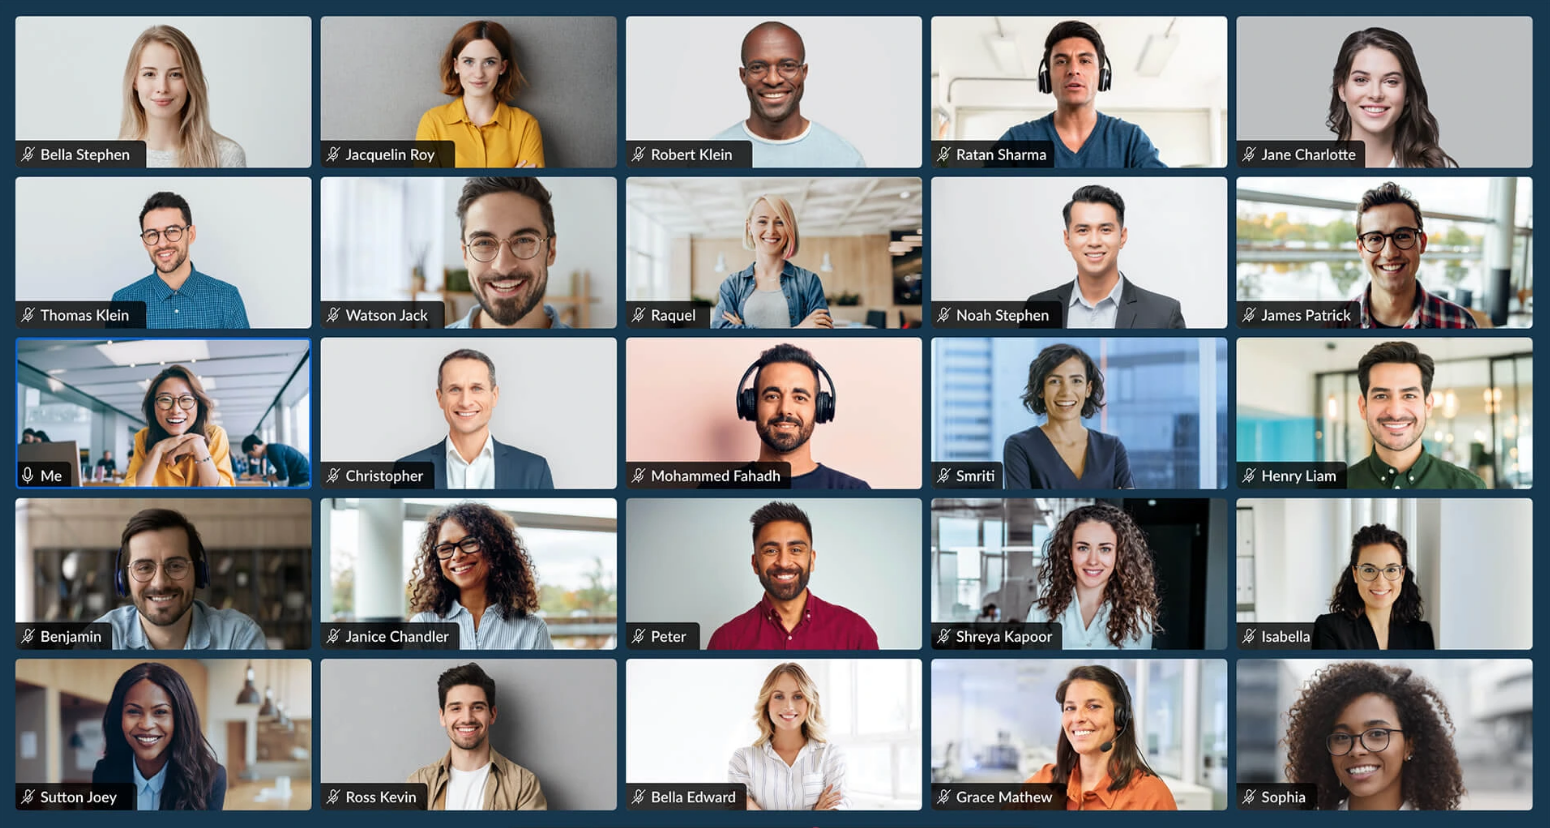 Bella Stephen
Jacquelin Roy
Robert Klein
Ratan Sharma
Jane Charlotte
Thomas Klein
Watson Jack
Raquel
Noah Stephen
James Patrick
Me
Christopher
Mohammed Fahadh
Smriti
Henry Liam
Benjamin
Janice Chandler
Peter
Shreya Kapoor
Isabella
Sutton Joey
Ross Kevin
Bella Edward
Grace Mathew
Sophia